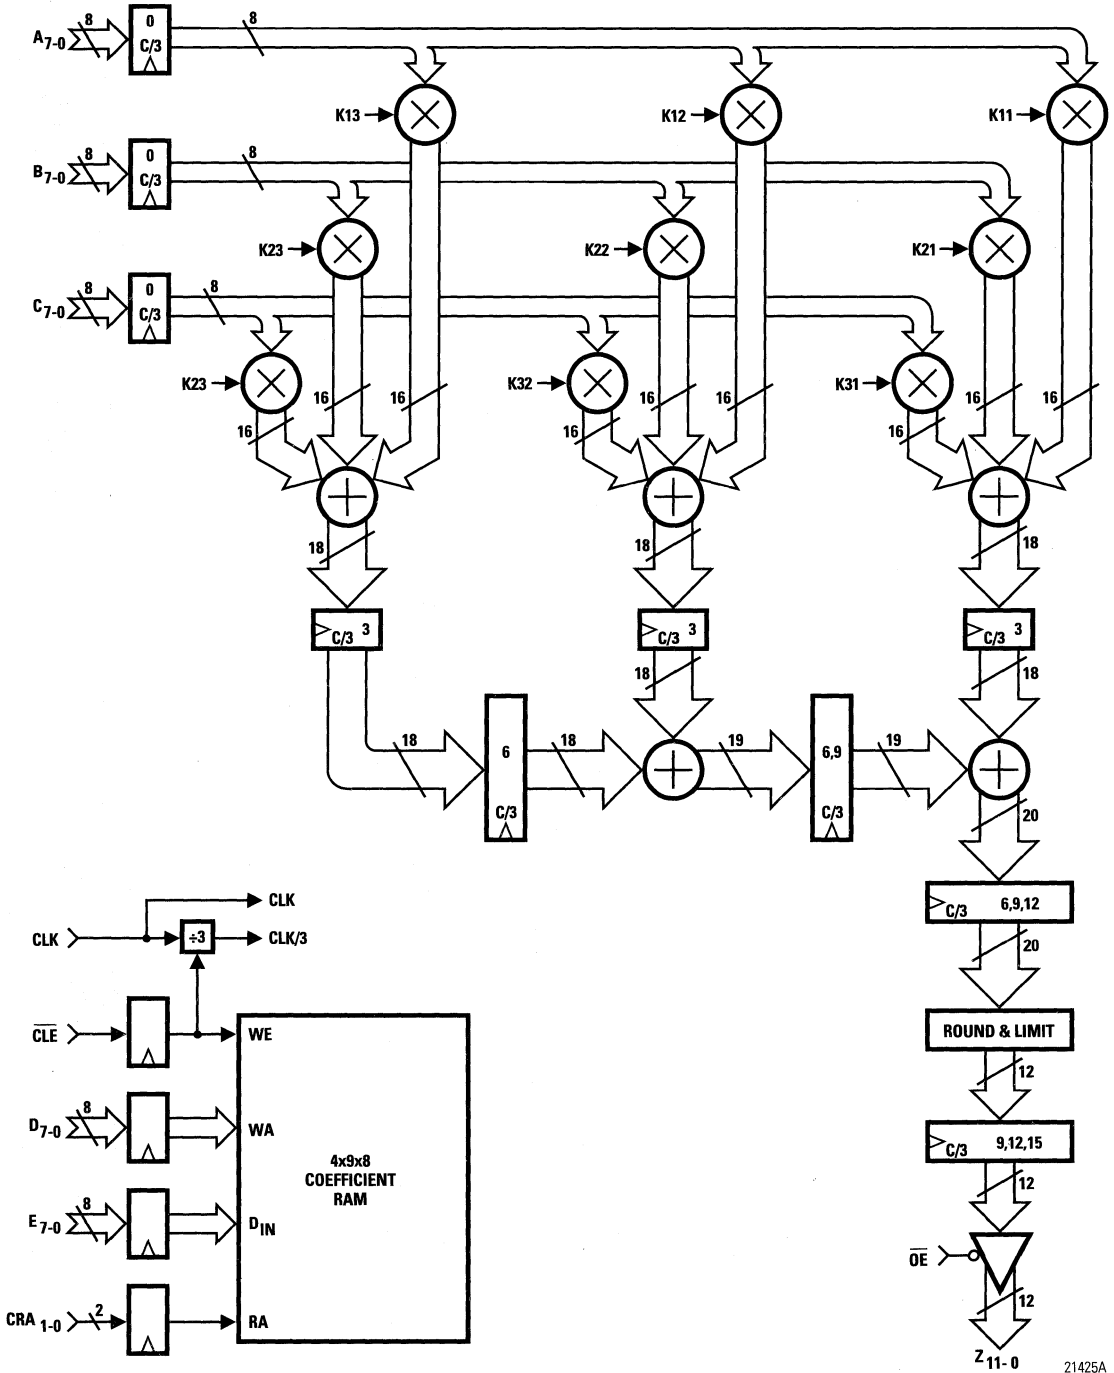 A7-0
8
0
C/3
8
K13
K12
K11
B7-0
8
0
C/3
8
K23
K22
K21
C7-0
8
0
C/3
8
K23
K32
K31
16
16
16
16
16
16
16
16
16
18
18
18
C/3 3
C/3 3
C/3 3
18
18
18
6
C/3
18
19
6,9
C/3
19
20
C/3 6,9,12
20
ROUND & LIMIT
12
C/3 9,12,15
12
OE
12
Z11-0
CLK
CLK
÷3
CLK/3
CLE
WE
D7-0
8
WA
4x9x8
COEFFICIENT
RAM
E7-0
8
DIN
CRA 1-0
2
RA
21425A